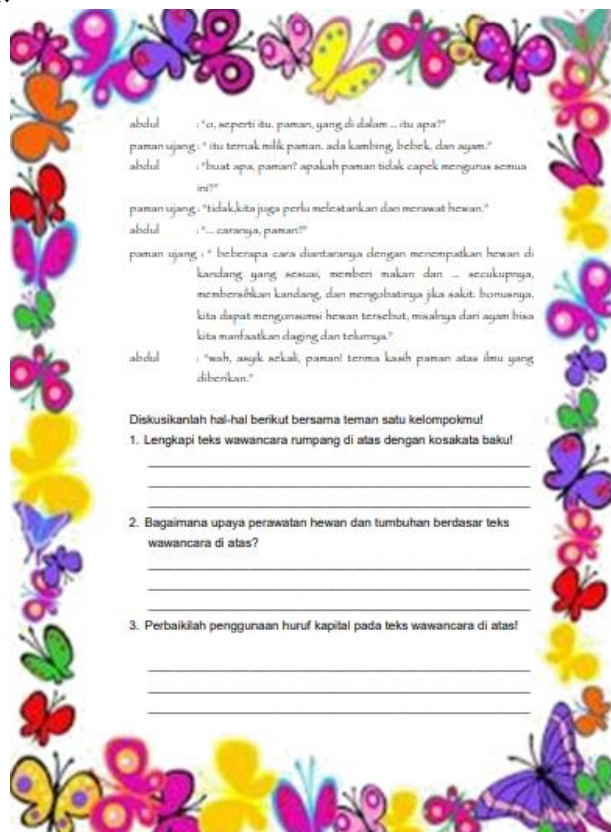 abdul : "o, seperti itu. paman, yang di dalam ... itu apa?"
paman ujang : " itu ternak milik paman. ada kambing, bebek, dan ayam."
abdul : "buat apa, paman? apakah paman tidak capek mengurus semua
ini?"
paman ujang : "tidak,kita juga perlu melestarikan dan merawat hewan."
abdul : "... caranya, paman?"
paman ujang : " beberapa cara diantaranya dengan menempatkan hewan di
kandang yang sesuai, memberi makan dan ... secukupnya,
membersihkan kandang, dan mengobatinya jika sakit. bonusnya,
kita dapat mengonsumsi hewan tersebut, misalnya dari ayam bisa
kita manfaatkan daging dan telurnya."
abdul : "wah, asyik sekali, paman! terima kasih paman atas ilmu yang
diberikan."
Diskusikanlah hal-hal berikut bersama teman satu kelompokmu!
1. Lengkapi teks wawancara rumpang di atas dengan kosakata baku!
2. Bagaimana upaya perawatan hewan dan tumbuhan berdasar teks
wawancara di atas?
3. Perbaikilah penggunaan huruf kapital pada teks wawancara di atas!